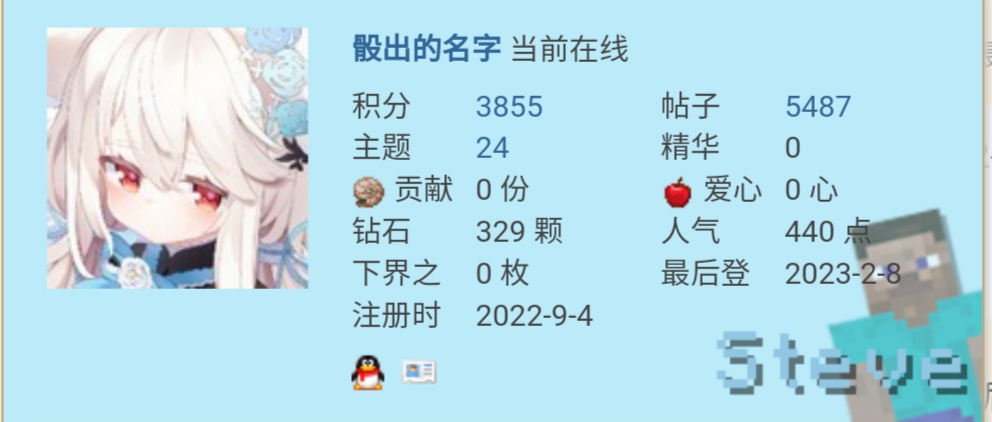 骰出的名字 当前在线
积分 3855 帖子 5487
主题 24 精华 0
贡献 0 份 爱心 0 心
钻石 329 颗 人气 440 点
下界之 0 枚 最后登 2023-2-8
注册时 2022-9-4
Steve